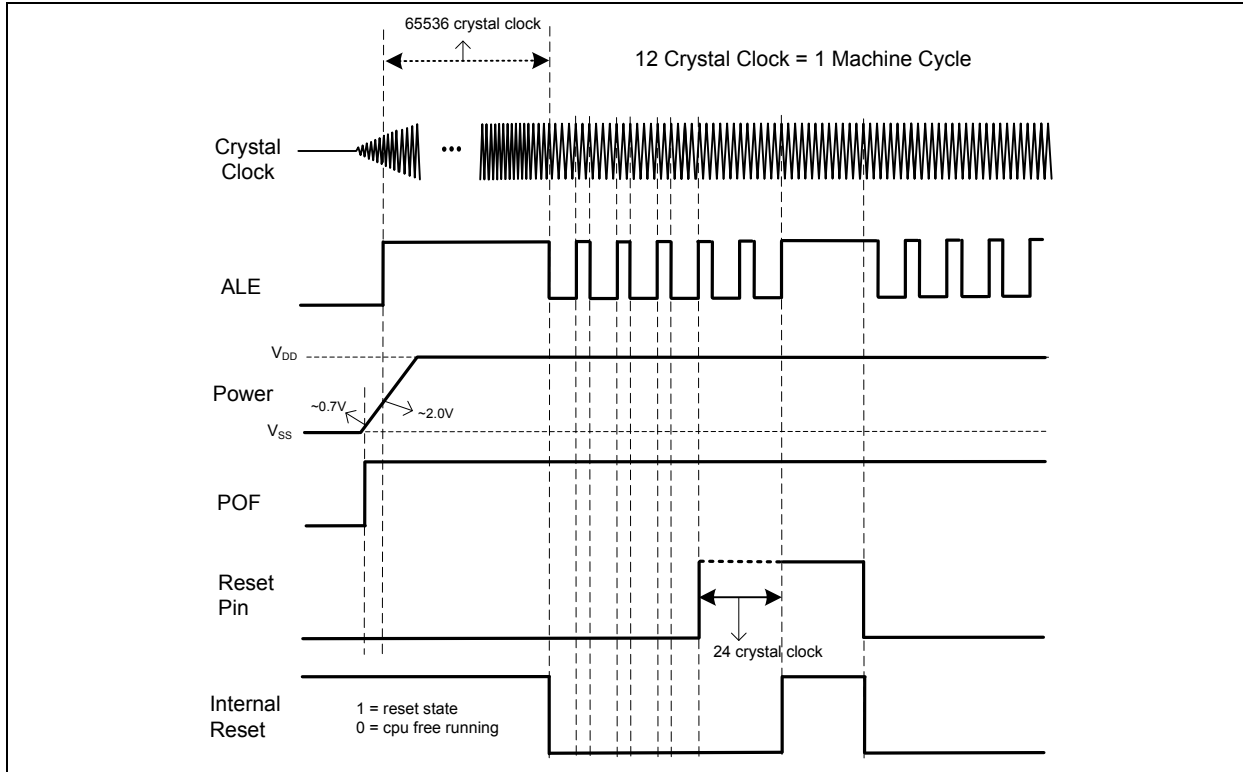 65536 crystal clock
12 Crystal Clock = 1 Machine Cycle
Crystal
Clock
•••
ALE
VDD
Power
~0.7V
~2.0V
VSS
POF
Reset
Pin
24 crystal clock
Internal
Reset
1 = reset state
0 = cpu free running